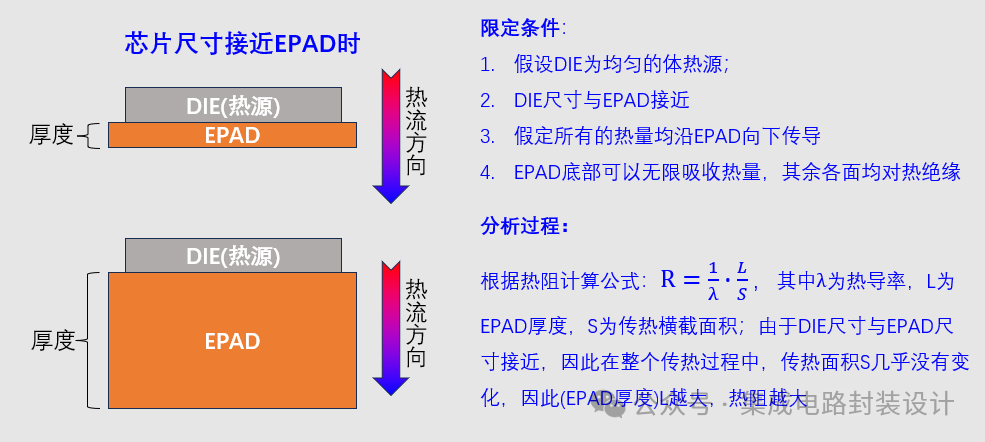 芯片尺寸接近EPAD时
DIE(热源)
EPAD
厚度
热流方向
DIE(热源)
EPAD
厚度
热流方向
限定条件：
1. 假设DIE为均匀的体热源；
2. DIE尺寸与EPAD接近
3. 假定所有的热量均沿EPAD向下传导
4. EPAD底部可以无限吸收热量，其余各面均对热绝缘
分析过程：
根据热阻计算公式：R = 1/λ · L/S ，其中λ为热导率，L为
EPAD厚度，S为传热横截面积；由于DIE尺寸与EPAD尺
寸接近，因此在整个传热过程中，传热面积S几乎没有变
化，因此(EPAD厚度)L越大，热阻越大
公众号 · 集成电路封装设计